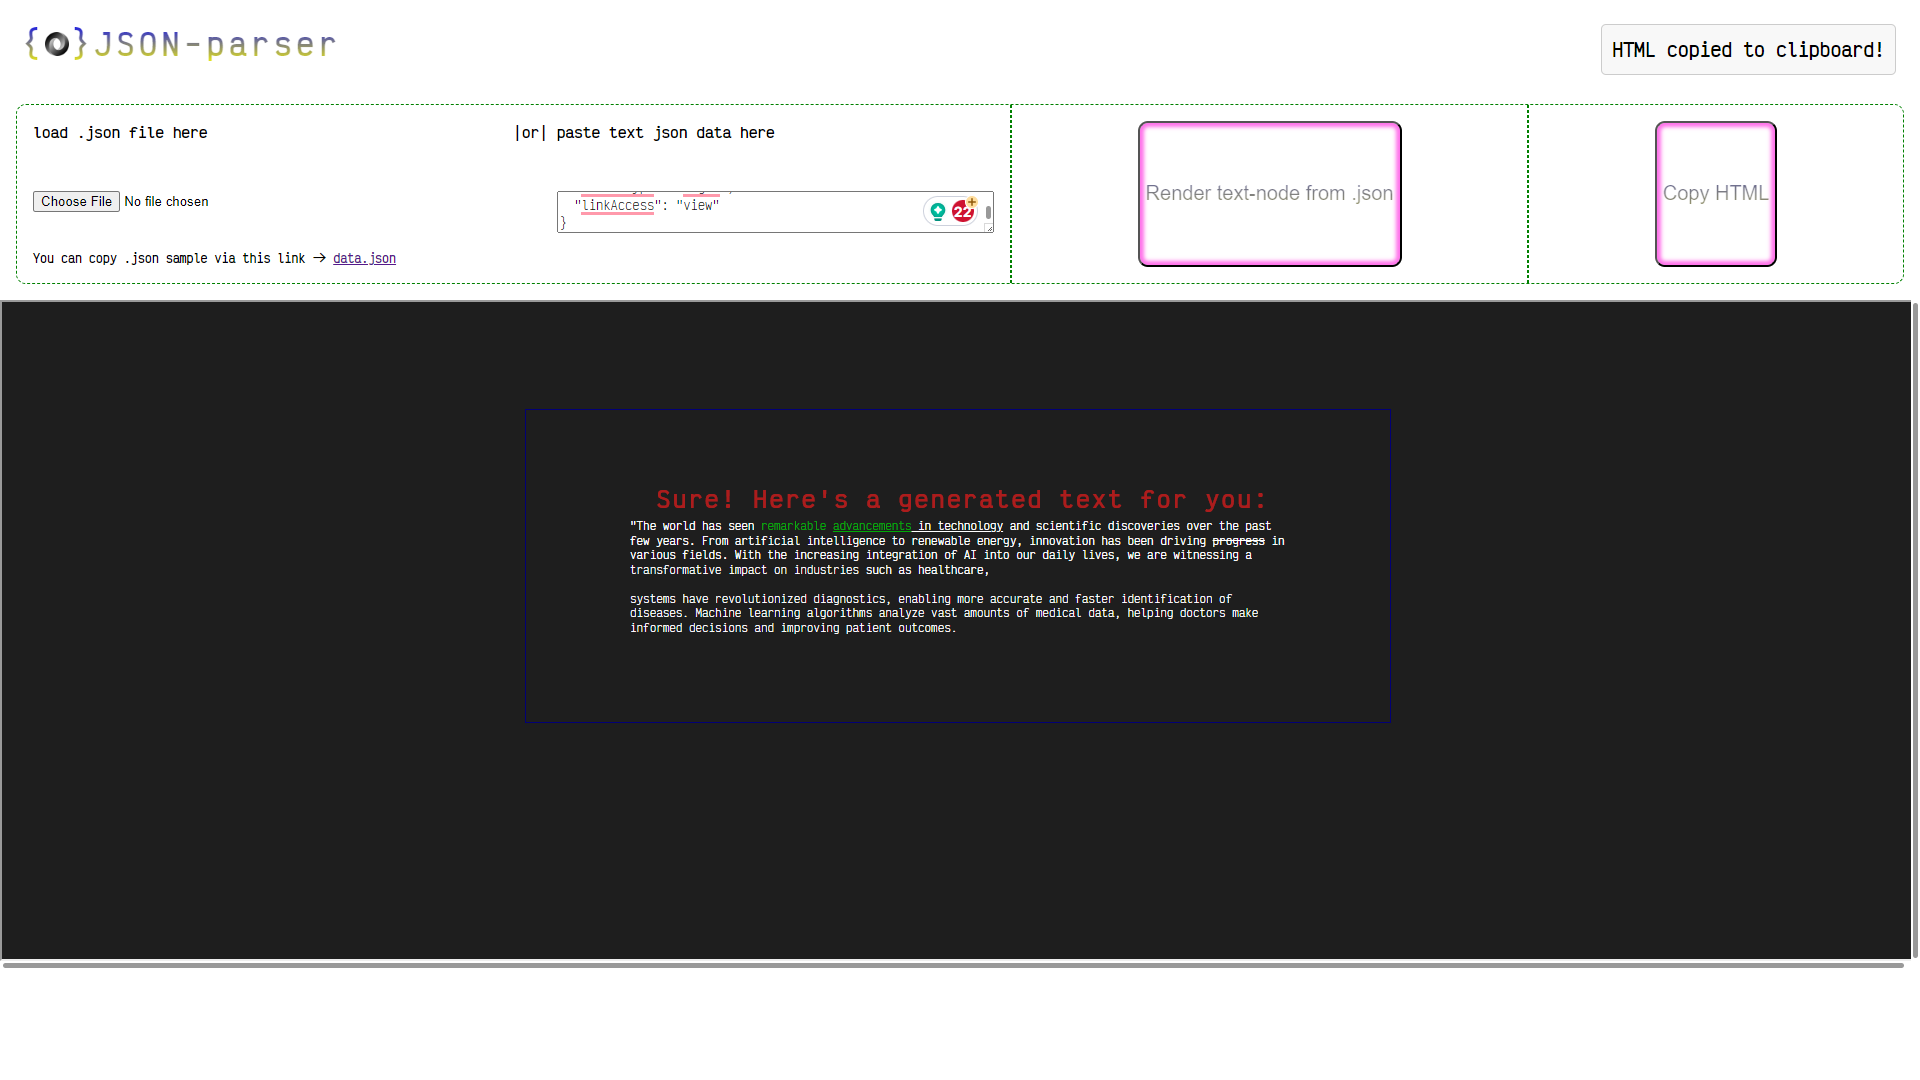 {O}JSON-parser
HTML copied to clipboard!
load .json file here
|or| paste text json data here
Choose File No file chosen
"linkAccess": "view"
}
22
+
You can copy .json sample via this link → data.json
Render text-node from .json
Copy HTML
Sure! Here's a generated text for you:
"The world has seen remarkable advancements in technology and scientific discoveries over the past
few years. From artificial intelligence to renewable energy, innovation has been driving progress in
various fields. With the increasing integration of AI into our daily lives, we are witnessing a
transformative impact on industries such as healthcare,
systems have revolutionized diagnostics, enabling more accurate and faster identification of
diseases. Machine learning algorithms analyze vast amounts of medical data, helping doctors make
informed decisions and improving patient outcomes.